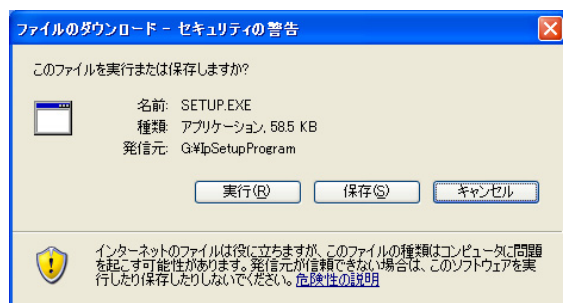 ファイルのダウンロード - セキュリティの警告
このファイルを実行または保存しますか?
名前: SETUP.EXE
種類: アプリケーション, 58.5 KB
発信元: G:¥IpSetupProgram
実行(R) 保存(S) キャンセル
インターネットのファイルは役に立ちますが、このファイルの種類はコンピュータに問題
を起こす可能性があります。発信元が信頼できない場合は、このソフトウェアを実
行したり保存したりしないでください。危険性の説明